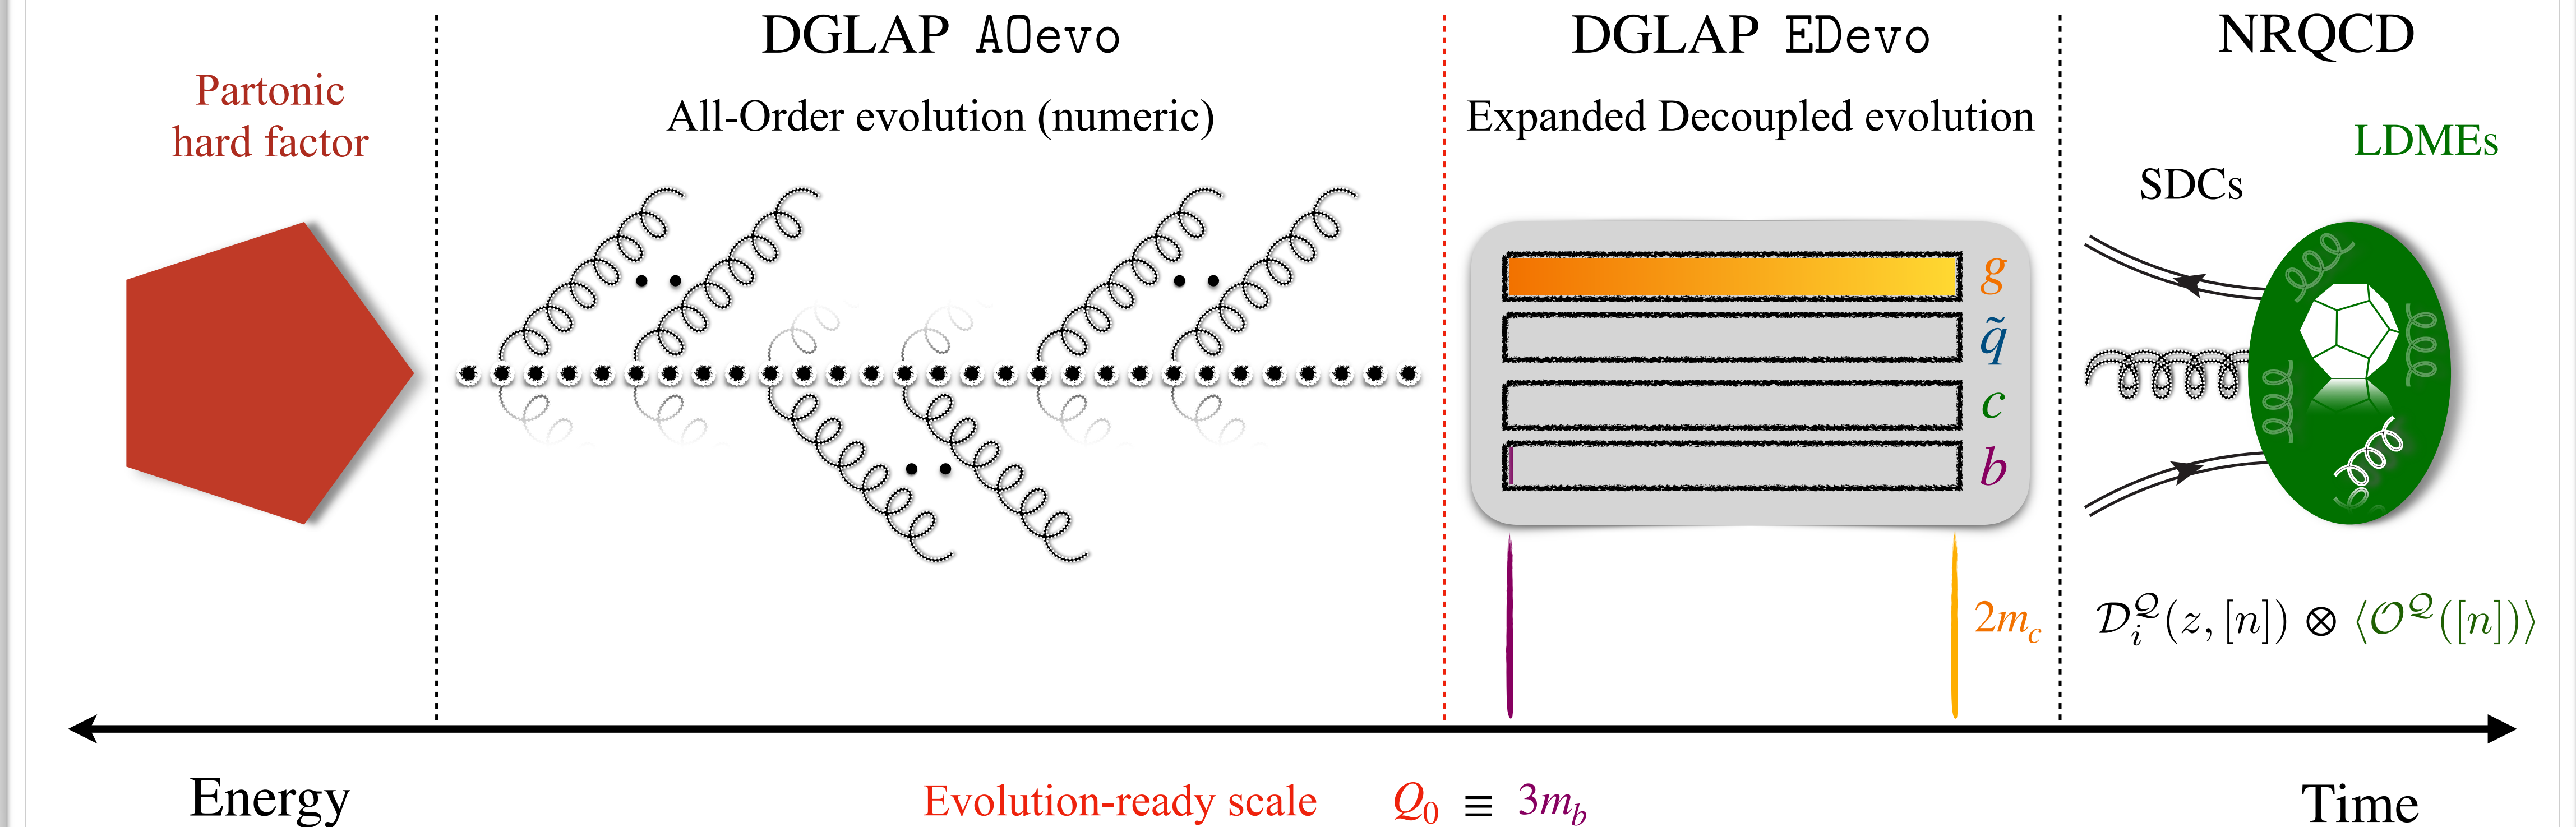 Partonic
hard factor
DGLAP AOevo
All-Order evolution (numeric)
DGLAP EDevo
Expanded Decoupled evolution
g
q̃
c
b
2m_c
NRQCD
LDMEs
SDCs
𝒟_i^𝒬(z, [n]) ⊗ ⟨𝒪^𝒬([n])⟩
Energy
Evolution-ready scale Q_0 ≡ 3m_b
Time